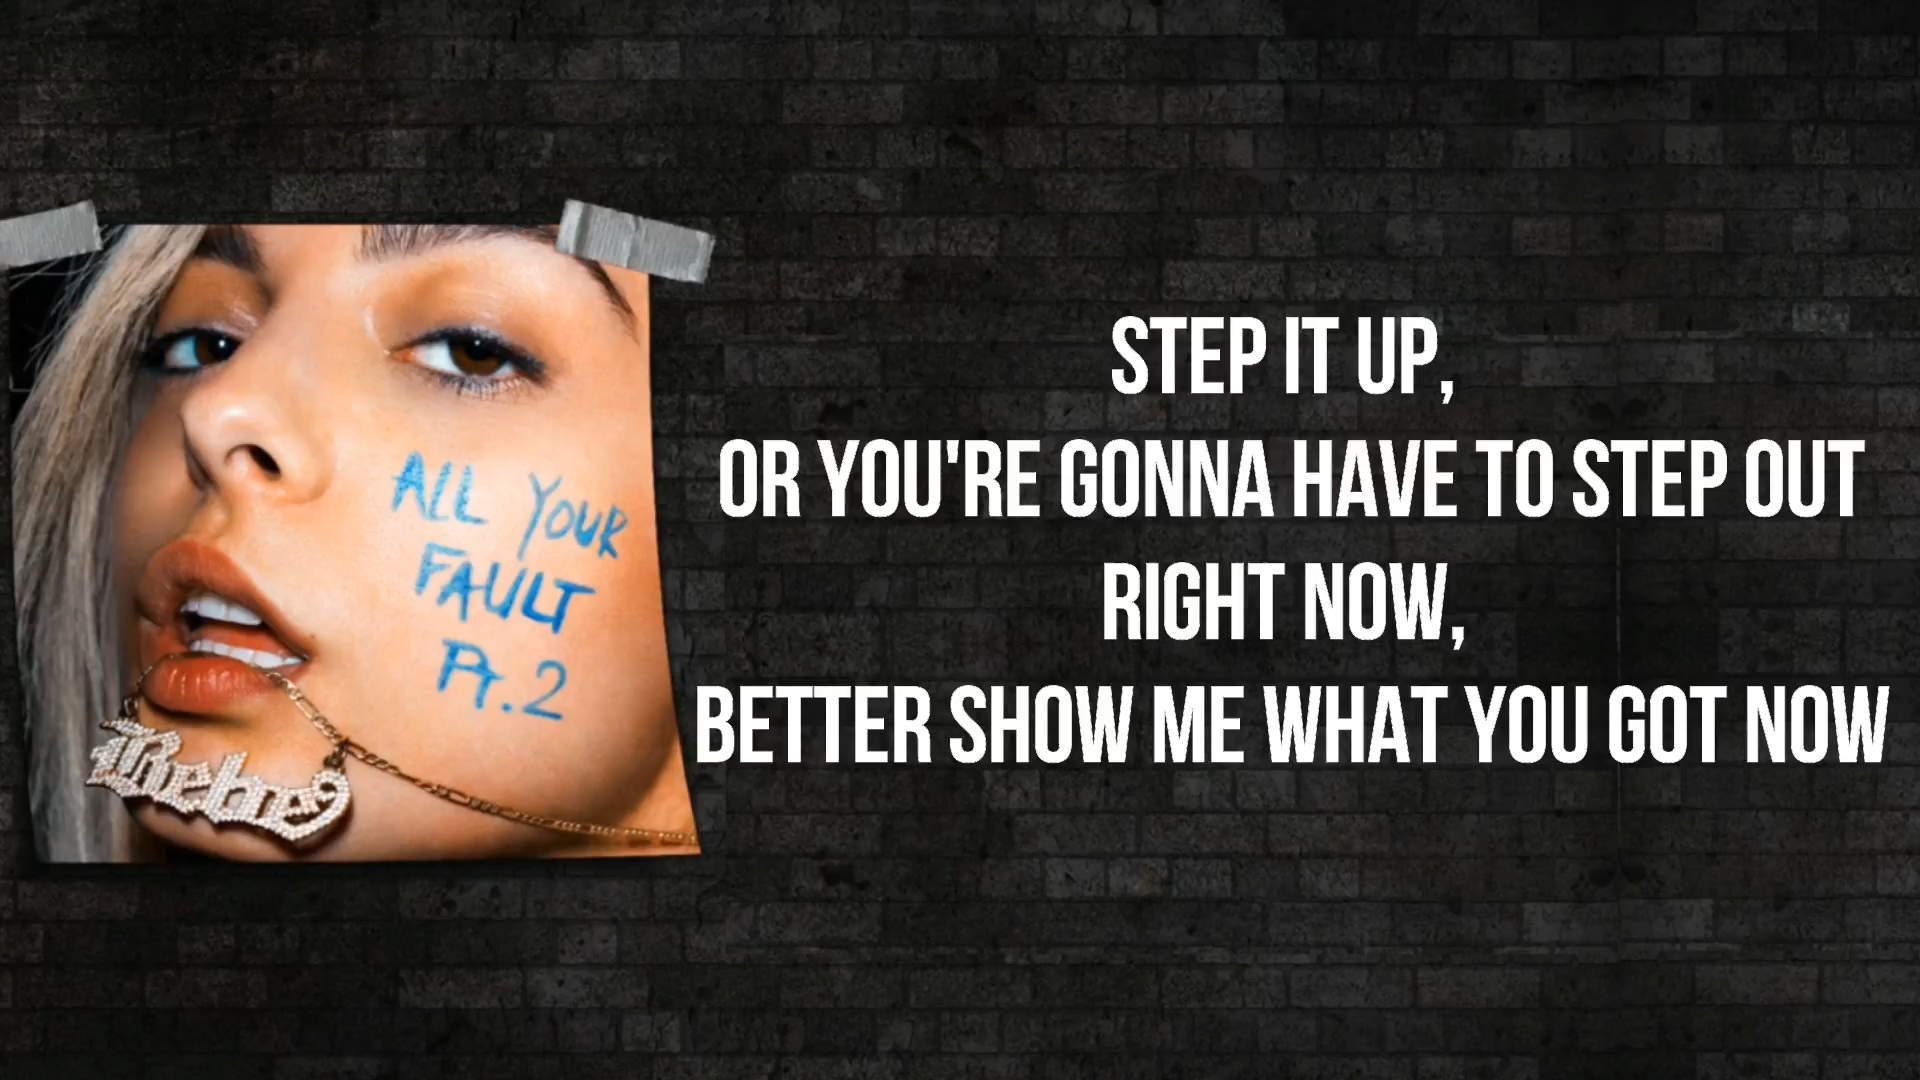 ALL YOUR
FAULT
Pt. 2
Bebe
STEP IT UP,
OR YOU'RE GONNA HAVE TO STEP OUT
RIGHT NOW,
BETTER SHOW ME WHAT YOU GOT NOW